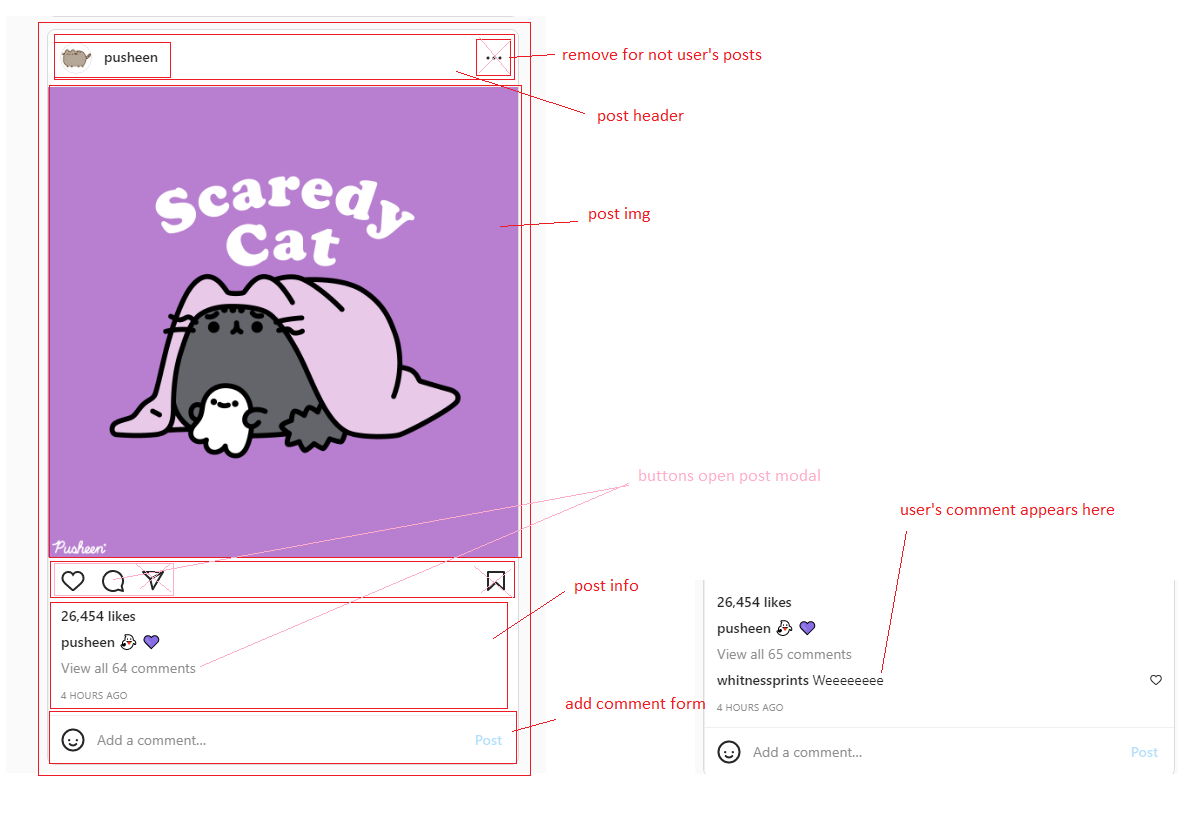 pusheen
remove for not user's posts
post header
Scaredy
Cat
post img
Pusheen
buttons open post modal
user's comment appears here
post info
26,454 likes
pusheen
View all 64 comments
4 HOURS AGO
add comment form
Add a comment...
Post
26,454 likes
pusheen
View all 65 comments
whitnessprints Weeeeeeee
4 HOURS AGO
Add a comment...
Post